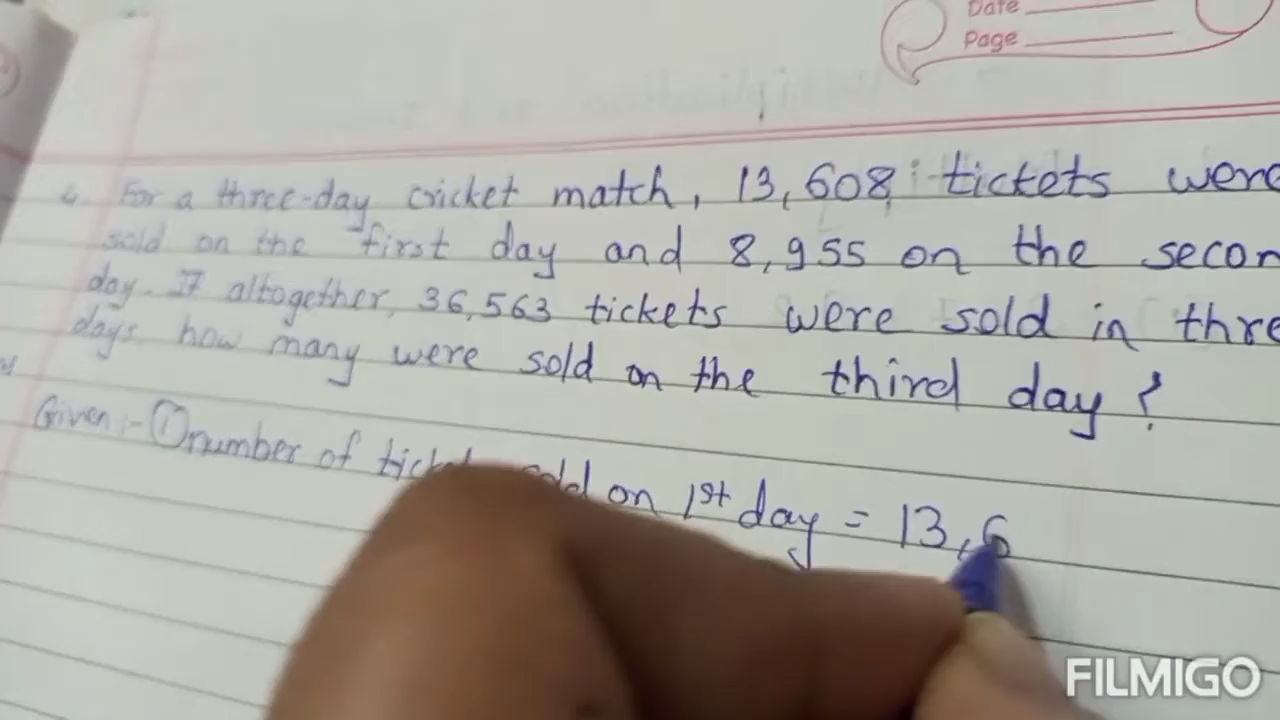 Date
Page
4. For a three-day cricket match, 13,608 tickets were
sold on the first day and 8,955 on the secon
day. If altogether, 36,563 tickets were sold in thre
days how many were sold on the third day ?
Given :- ① number of ticket sold on 1st day = 13,6
FILMIGO